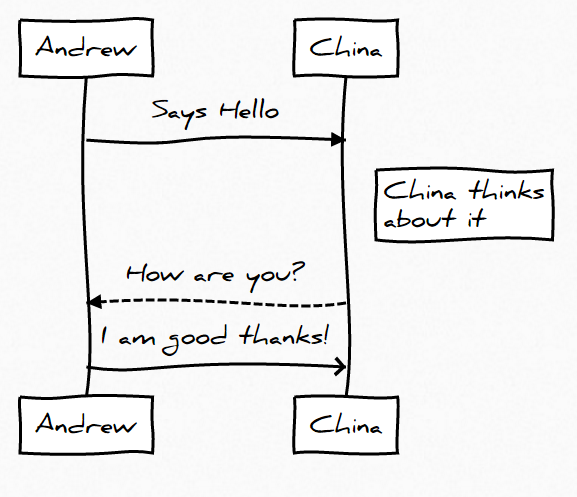 Andrew
China
Says Hello
China thinks
about it
How are you?
I am good thanks!
Andrew
China